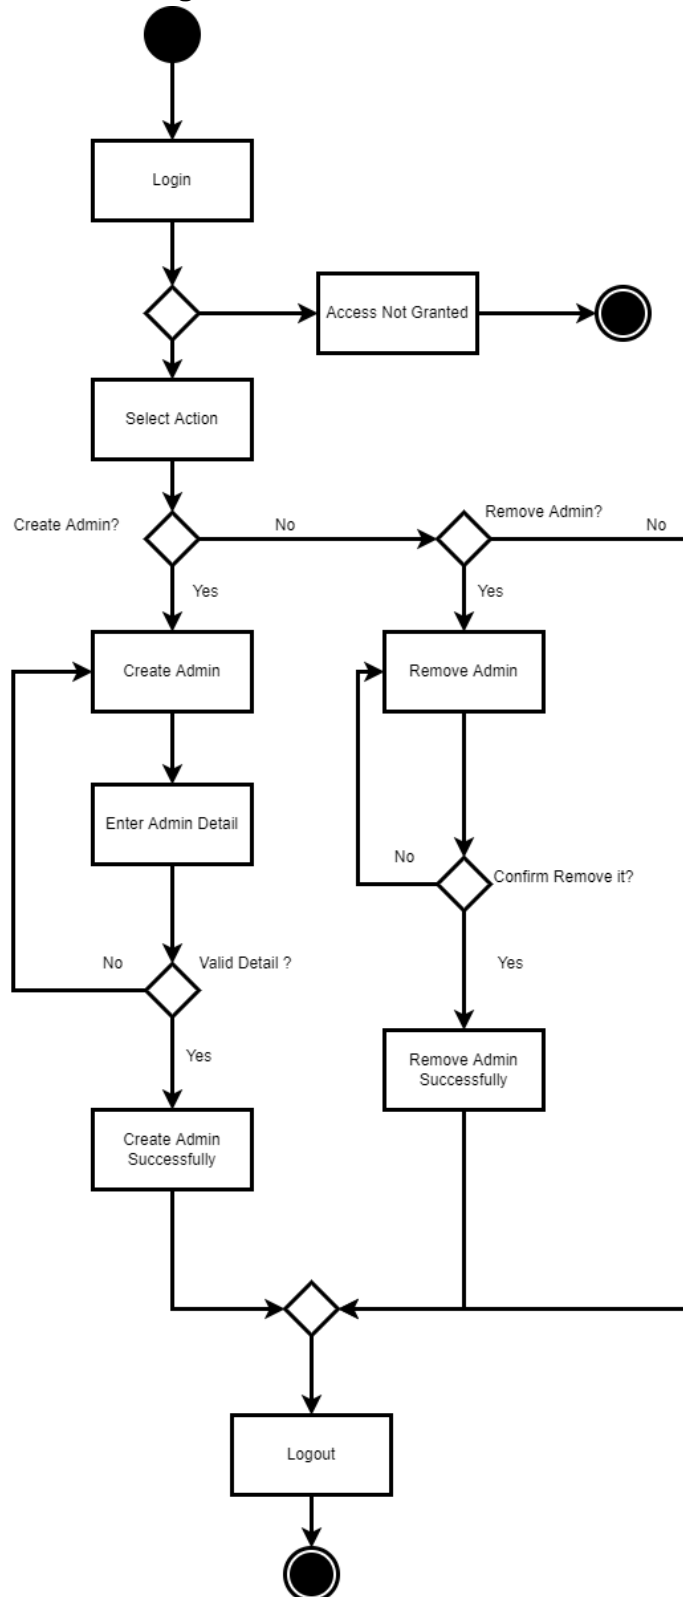 Login
Access Not Granted
Select Action
Create Admin?
No
Remove Admin?
No
Yes
Yes
Create Admin
Remove Admin
Enter Admin Detail
No
Confirm Remove it?
No
Valid Detail ?
Yes
Yes
Remove Admin
Successfully
Create Admin
Successfully
Logout